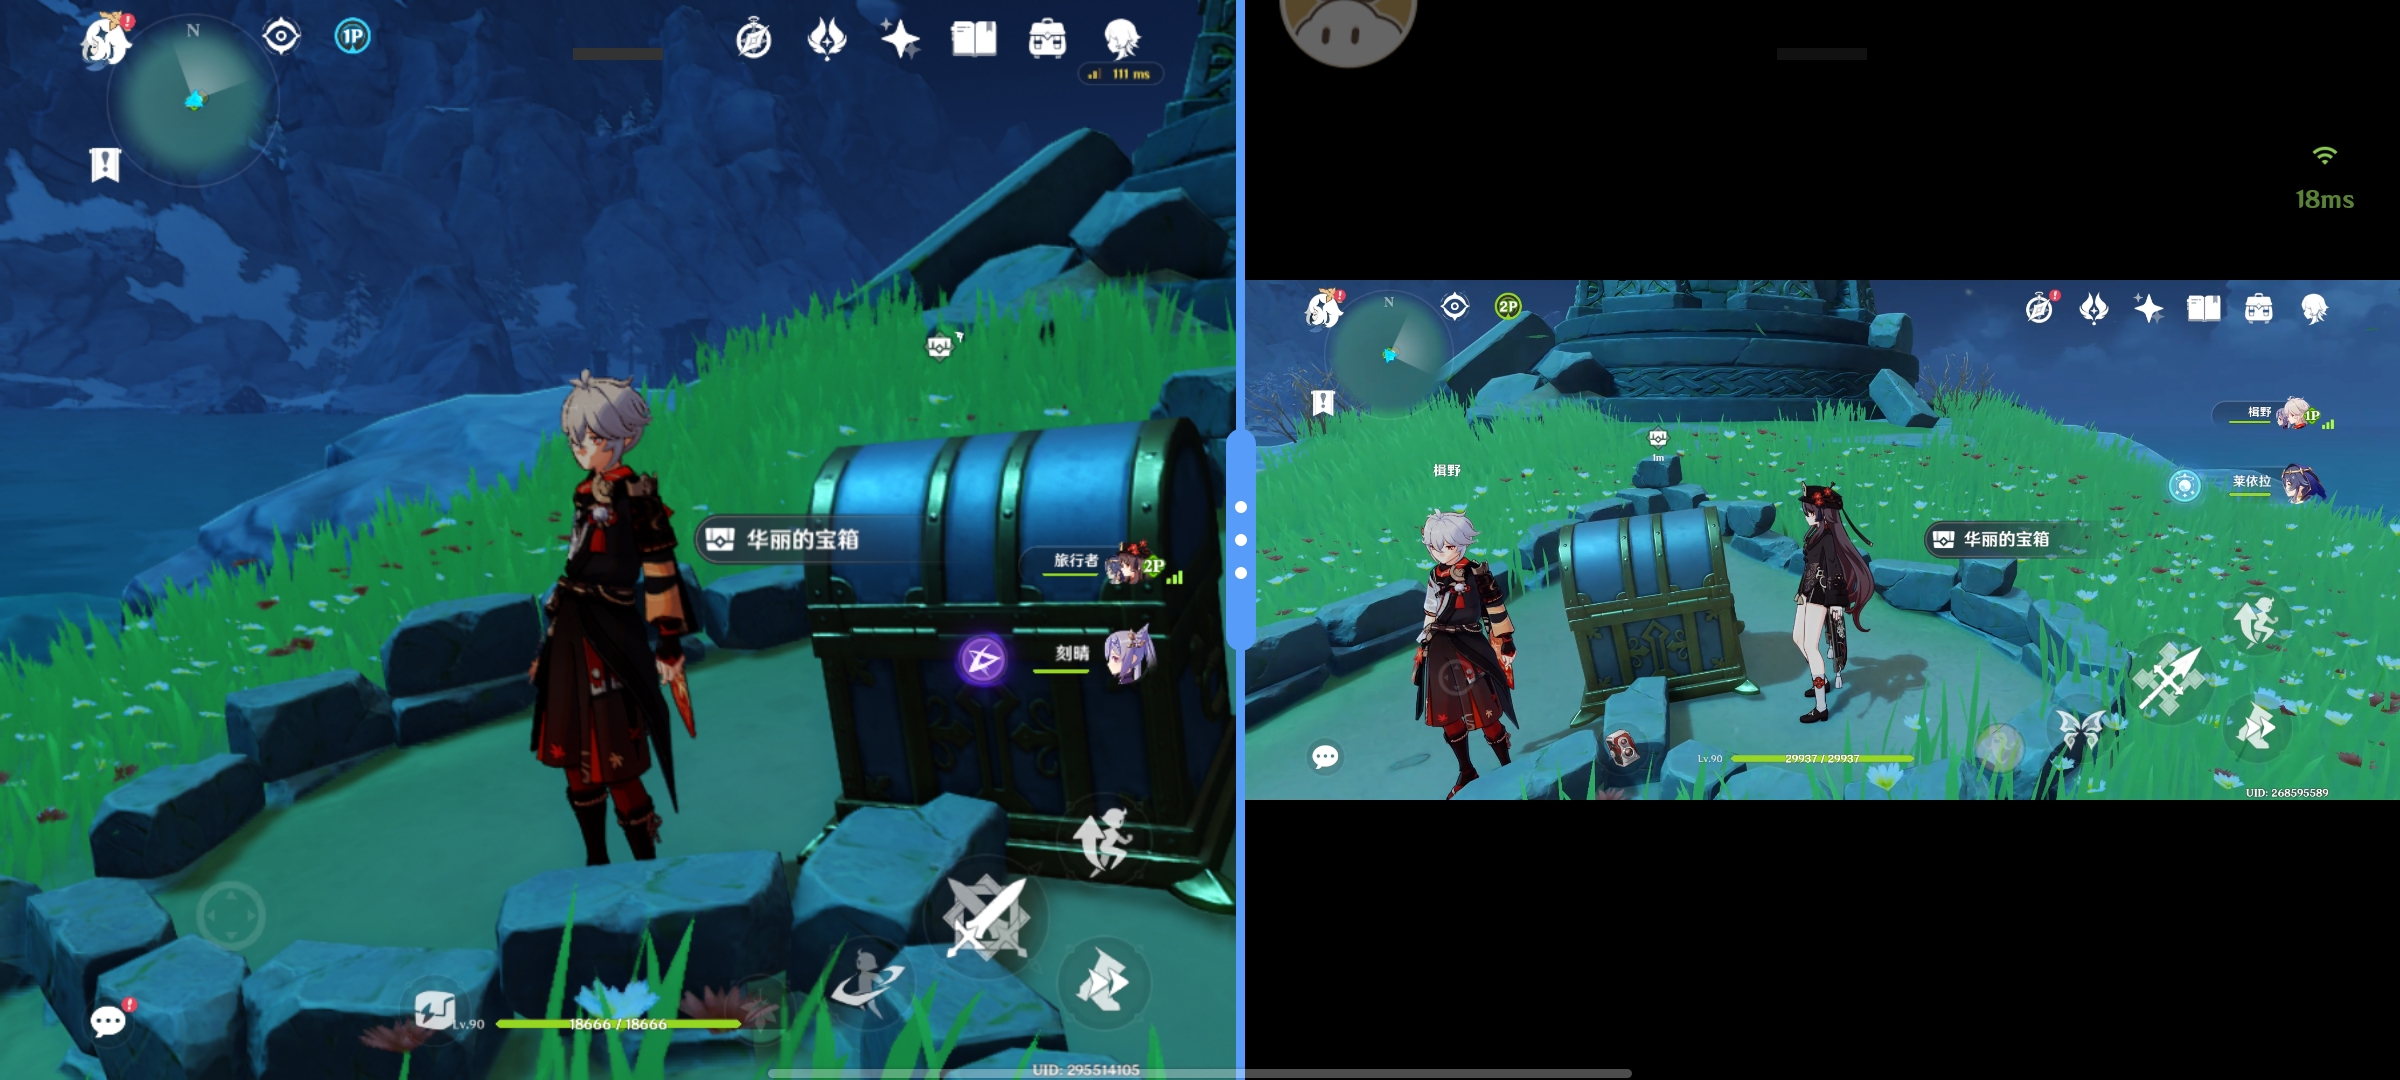 N
1P
111 ms
华丽的宝箱
旅行者
2P
刻晴
Lv.90
18666 / 18666
UID: 295514105
18ms
N
2P
楫野
1P
1m
楫野
莱依拉
华丽的宝箱
Lv.90
29937 / 29937
UID: 268595589